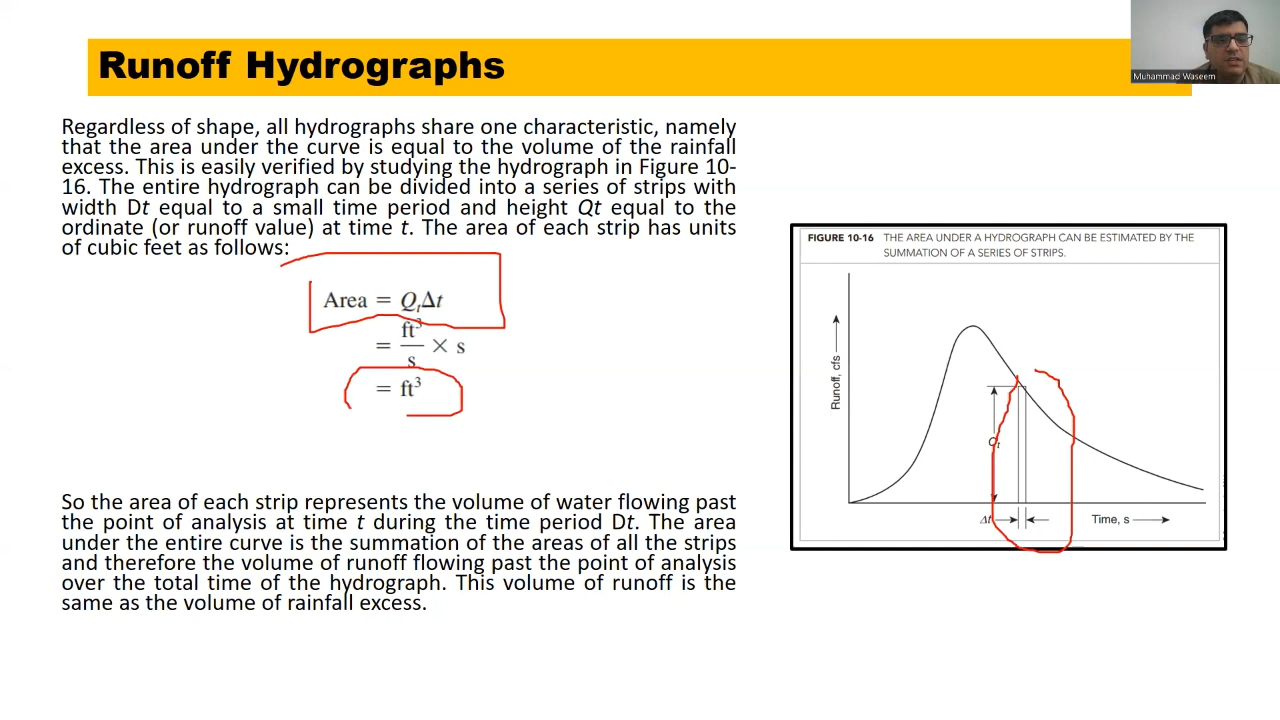 Runoff Hydrographs
Muhammad Waseem
Regardless of shape, all hydrographs share one characteristic, namely
that the area under the curve is equal to the volume of the rainfall
excess. This is easily verified by studying the hydrograph in Figure 10-
16. The entire hydrograph can be divided into a series of strips with
width Dt equal to a small time period and height Qt equal to the
ordinate (or runoff value) at time t. The area of each strip has units
of cubic feet as follows:
Area = QₜΔt
= ft³/s × s
= ft³
So the area of each strip represents the volume of water flowing past
the point of analysis at time t during the time period Dt. The area
under the entire curve is the summation of the areas of all the strips
and therefore the volume of runoff flowing past the point of analysis
over the total time of the hydrograph. This volume of runoff is the
same as the volume of rainfall excess.
FIGURE 10-16 THE AREA UNDER A HYDROGRAPH CAN BE ESTIMATED BY THE
SUMMATION OF A SERIES OF STRIPS.
Runoff, cfs
Qₜ
Δt
Time, s